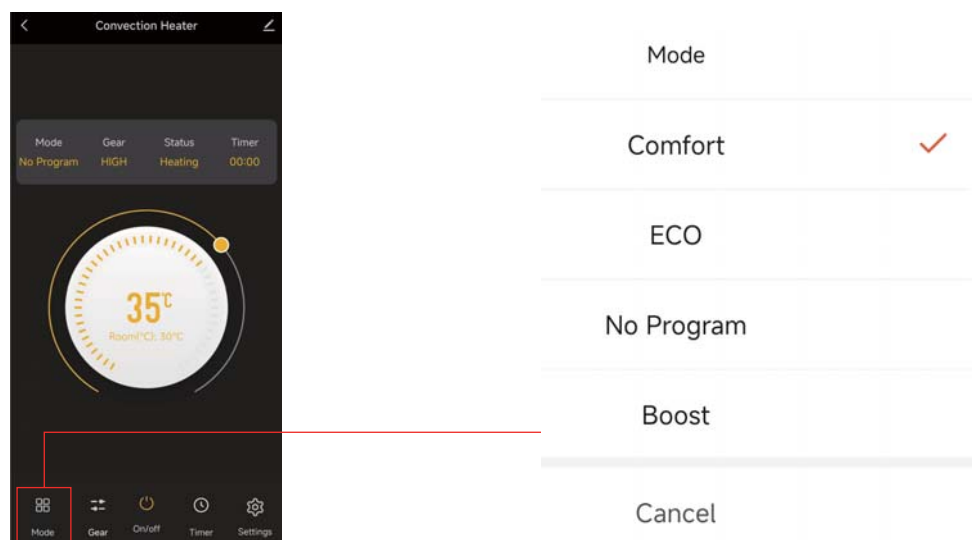 Convection Heater
Mode Gear Status Timer
No Program HIGH Heating 00:00
35°C
Room(°C): 30°C
Mode Gear On/off Timer Settings
Mode
Comfort
ECO
No Program
Boost
Cancel